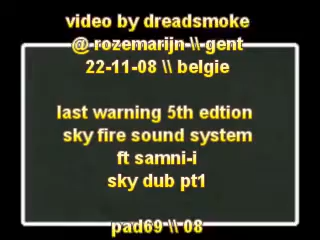 video by dreadsmoke
@ rozemarijn \\ gent
22-11-08 \\ belgie
last warning 5th edtion
sky fire sound system
ft samni-i
sky dub pt1
pad69 \\ 08